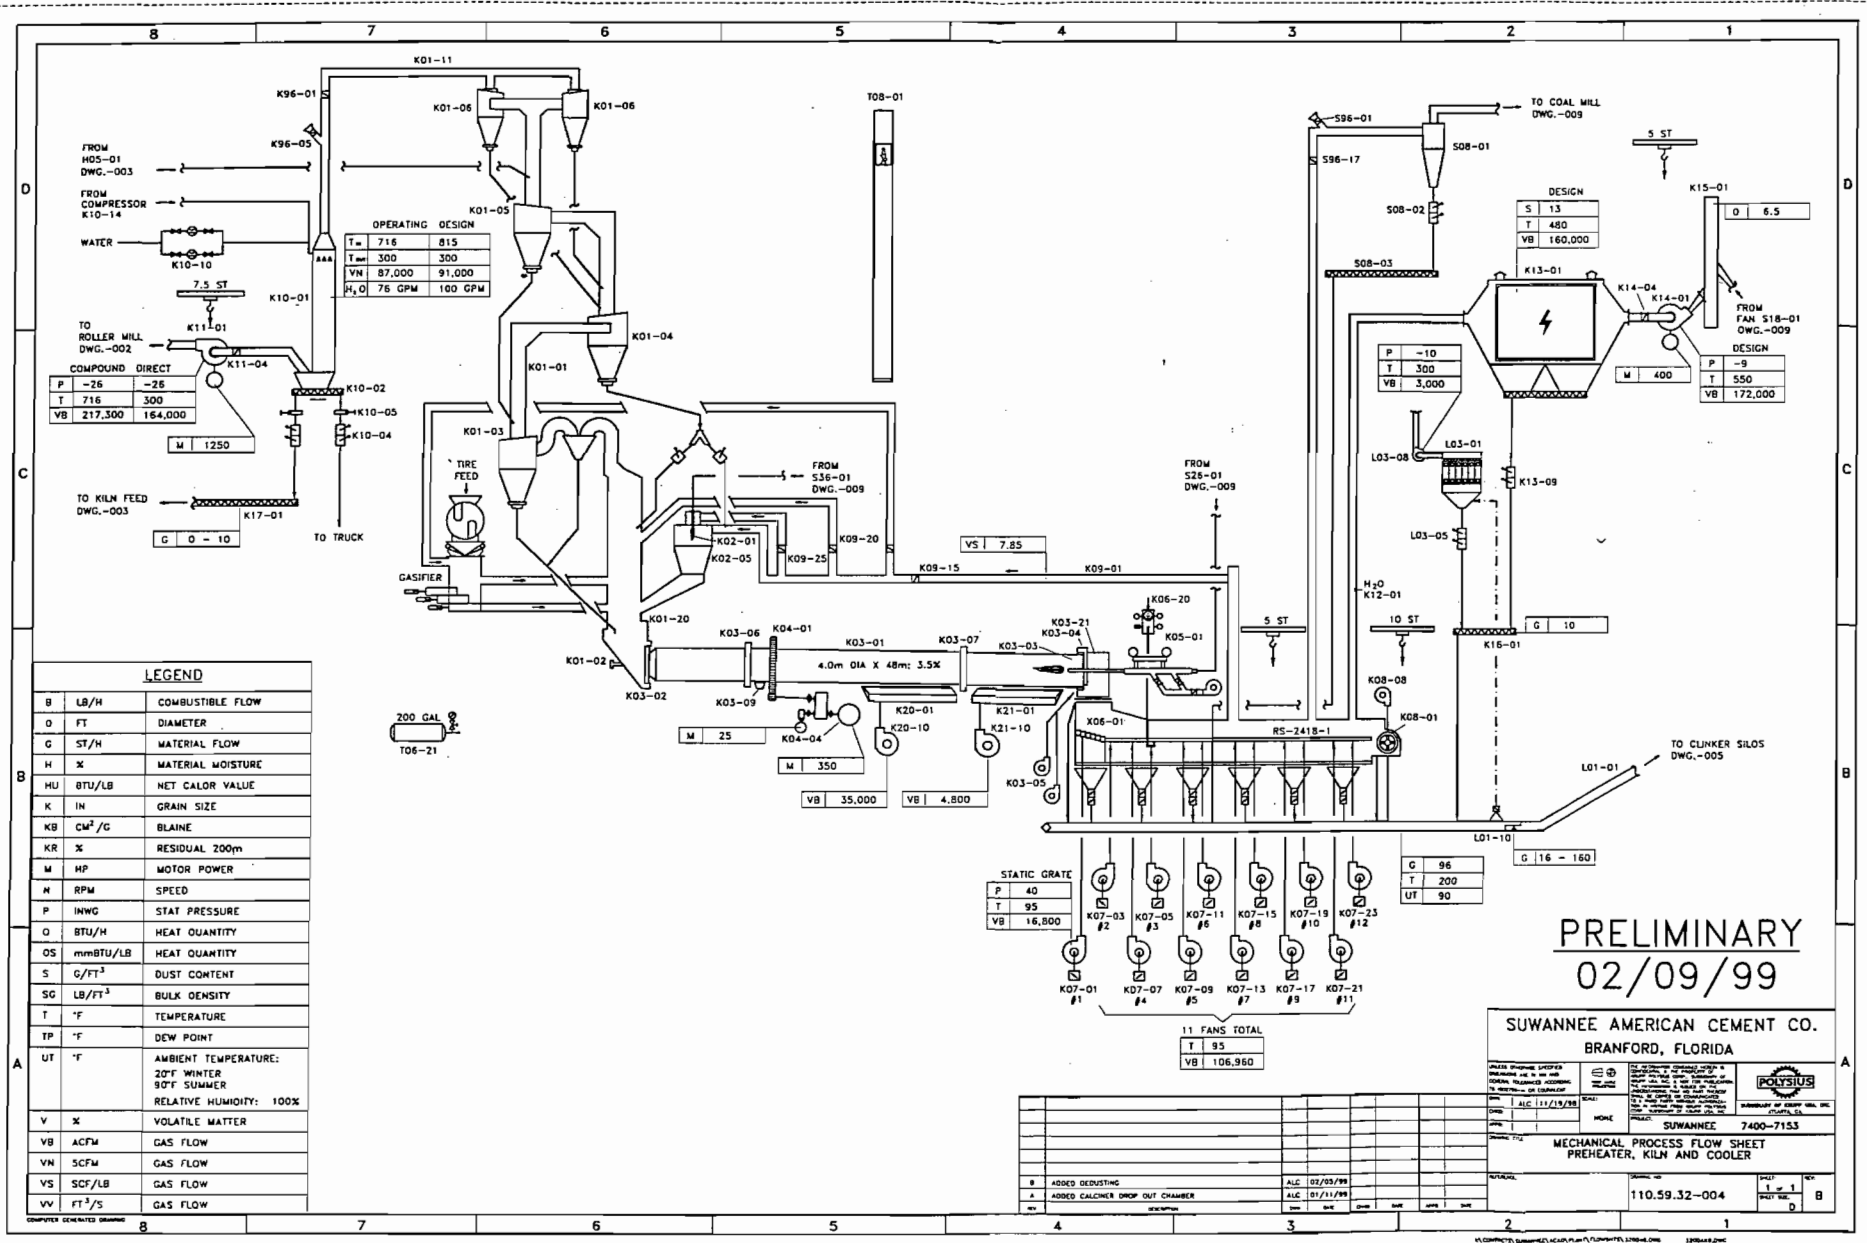 8 7 6 5 4 3 2 1
D
C
B
A
K01-11
K96-01
K01-06
K01-06
K96-05
FROM
H05-01
DWG.-003
FROM
COMPRESSOR
K10-14
WATER
K10-10
K10-01
K01-05
OPERATING DESIGN
716 815
300 300
VN 87,000 91,000
H2O 76 GPM 100 GPM
7.5 ST
K11-01
TO
ROLLER MILL
DWG.-002
K11-04
COMPOUND DIRECT
P -26 -26
T 716 300
VB 217,300 164,000
M 1250
K10-02
K10-05
K10-04
TO KILN FEED
DWG.-003
K17-01
G 0 - 10
TO TRUCK
K01-04
K01-01
K01-03
TIRE
FEED
GASIFIER
T08-01
FROM
S36-01
DWG.-009
K02-01
K02-05
K09-25
K09-20
K09-15
K09-01
VS 7.85
FROM
S26-01
DWG.-009
S96-01
S96-17
TO COAL MILL
DWG.-009
S08-01
S08-02
S08-03
5 ST
K15-01
O 6.5
DESIGN
S 13
T 480
VB 160,000
K13-01
K14-04
K14-01
FROM
FAN S18-01
DWG.-009
DESIGN
P -9
T 550
VB 172,000
M 400
P -10
T 300
VB 3,000
L03-01
L03-08
K13-09
L03-05
H2O
K12-01
G 10
K16-01
K01-20
K01-02
K03-02
K03-06
K04-01
K03-01
K03-07
K03-03
K03-04
K03-21
K06-20
K05-01
5 ST
10 ST
4.0m DIA X 48m; 3.5%
K03-09
K04-04
M 25
M 350
K20-01
K20-10
K21-01
K21-10
VB 35,000
VB 4,800
K03-05
K06-01
RS-2418-1
K08-08
K08-01
200 GAL
T06-21
TO CLINKER SILOS
DWG.-005
L01-01
L01-10
G 16 - 160
G 96
T 200
UT 90
STATIC GRATE
P 40
T 95
VB 16,800
K07-03 K07-05 K07-11 K07-15 K07-19 K07-23
#2 #3 #6 #8 #10 #12
K07-01 K07-07 K07-09 K07-13 K07-17 K07-21
#1 #4 #5 #7 #9 #11
11 FANS TOTAL
T 95
VB 106,960
LEGEND
B LB/H COMBUSTIBLE FLOW
O FT DIAMETER
G ST/H MATERIAL FLOW
H % MATERIAL MOISTURE
HU BTU/LB NET CALOR VALUE
K IN GRAIN SIZE
KB CM²/G BLAINE
KR % RESIDUAL 200m
M HP MOTOR POWER
N RPM SPEED
P INWG STAT PRESSURE
Q BTU/H HEAT QUANTITY
OS mmBTU/LB HEAT QUANTITY
S G/FT³ DUST CONTENT
SG LB/FT³ BULK DENSITY
T °F TEMPERATURE
TP °F DEW POINT
UT °F AMBIENT TEMPERATURE:
20°F WINTER
90°F SUMMER
RELATIVE HUMIDITY: 100%
V % VOLATILE MATTER
VB ACFM GAS FLOW
VN SCFM GAS FLOW
VS SCF/LB GAS FLOW
VV FT³/S GAS FLOW
COMPUTER GENERATED DRAWING
PRELIMINARY
02/09/99
SUWANNEE AMERICAN CEMENT CO.
BRANFORD, FLORIDA
POLYSIUS
ATLANTA, GA
ALC 11/19/98
SCALE:
NONE
SUWANNEE 7400-7153
MECHANICAL PROCESS FLOW SHEET
PREHEATER, KILN AND COOLER
110.59.32-004
1 of 1
D
B
B ADDED DEDUSTING ALC 02/03/99
A ADDED CALCINER DROP OUT CHAMBER ALC 01/11/99
REV DESCRIPTION
8 7 6 5 4 3 2 1